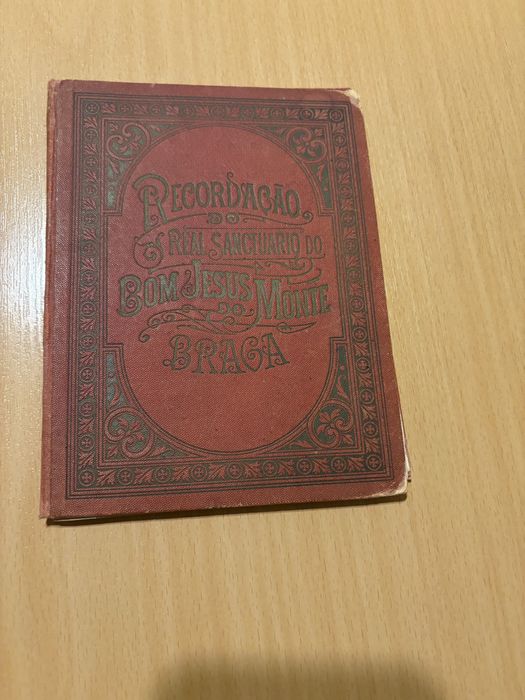 RECORDAÇÃO
DO
REAL SANCTUARIO DO
BOM JESUS DO MONTE
BRAGA